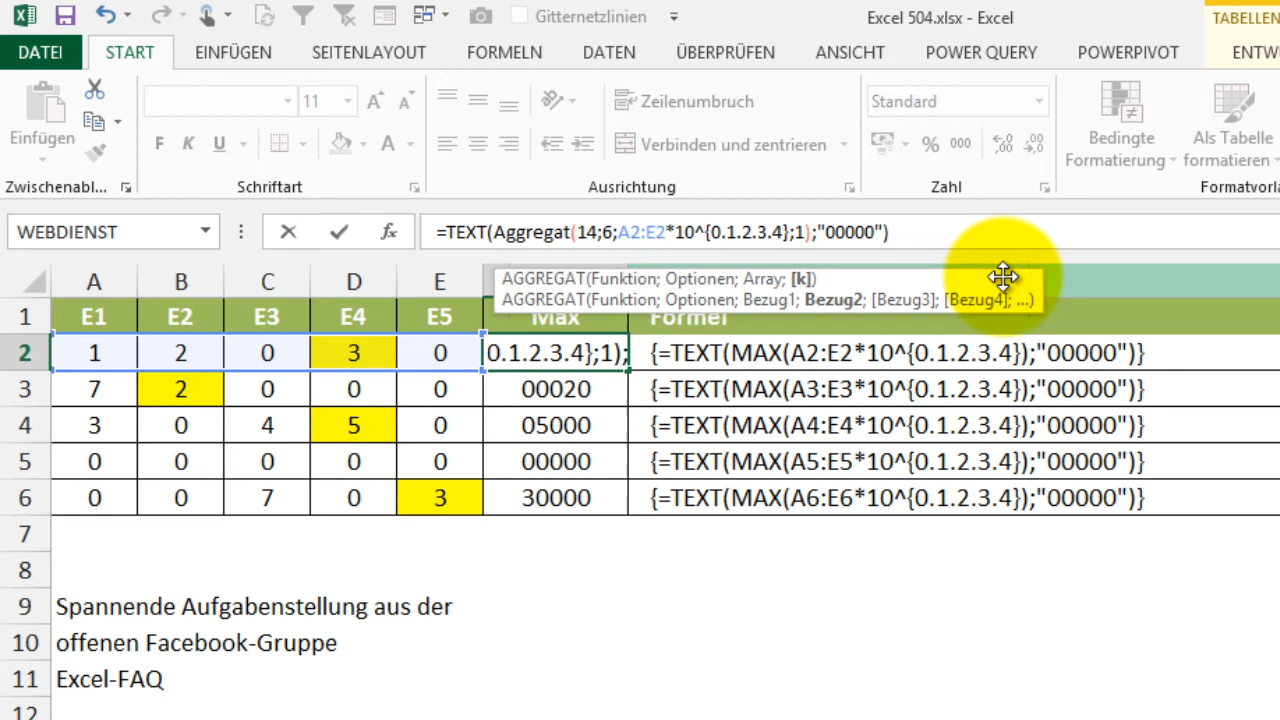 Gitternetzlinien
Excel 504.xlsx - Excel
TABELLEN
DATEI START EINFÜGEN SEITENLAYOUT FORMELN DATEN ÜBERPRÜFEN ANSICHT POWER QUERY POWERPIVOT ENTW
Einfügen
11
F K U
A A
A
Zeilenumbruch
Verbinden und zentrieren
Standard
% 000
Bedingte
Formatierung
Als Tabelle
formatieren
Zwischenabl... Schriftart Ausrichtung Zahl Formatvorla
WEBDIENST
fx
=TEXT(Aggregat(14;6;A2:E2*10^{0.1.2.3.4};1);"00000")
AGGREGAT(Funktion; Optionen; Array; [k])
AGGREGAT(Funktion; Optionen; Bezug1; Bezug2; [Bezug3]; [Bezug4]; ...)
A B C D E
1 E1 E2 E3 E4 E5 Max Formel
2 1 2 0 3 0 0.1.2.3.4};1); {=TEXT(MAX(A2:E2*10^{0.1.2.3.4});"00000")}
3 7 2 0 0 0 00020 {=TEXT(MAX(A3:E3*10^{0.1.2.3.4});"00000")}
4 3 0 4 5 0 05000 {=TEXT(MAX(A4:E4*10^{0.1.2.3.4});"00000")}
5 0 0 0 0 0 00000 {=TEXT(MAX(A5:E5*10^{0.1.2.3.4});"00000")}
6 0 0 7 0 3 30000 {=TEXT(MAX(A6:E6*10^{0.1.2.3.4});"00000")}
7
8
9 Spannende Aufgabenstellung aus der
10 offenen Facebook-Gruppe
11 Excel-FAQ
12